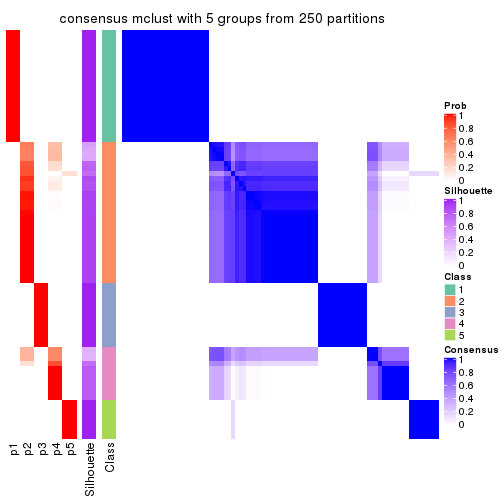 consensus mclust with 5 groups from 250 partitions
Prob
1
0.8
0.6
0.4
0.2
0
Silhouette
1
0.8
0.6
0.4
0.2
0
Class
1
2
3
4
5
Consensus
1
0.8
0.6
0.4
0.2
0
p1
p2
p3
p4
p5
Silhouette
Class